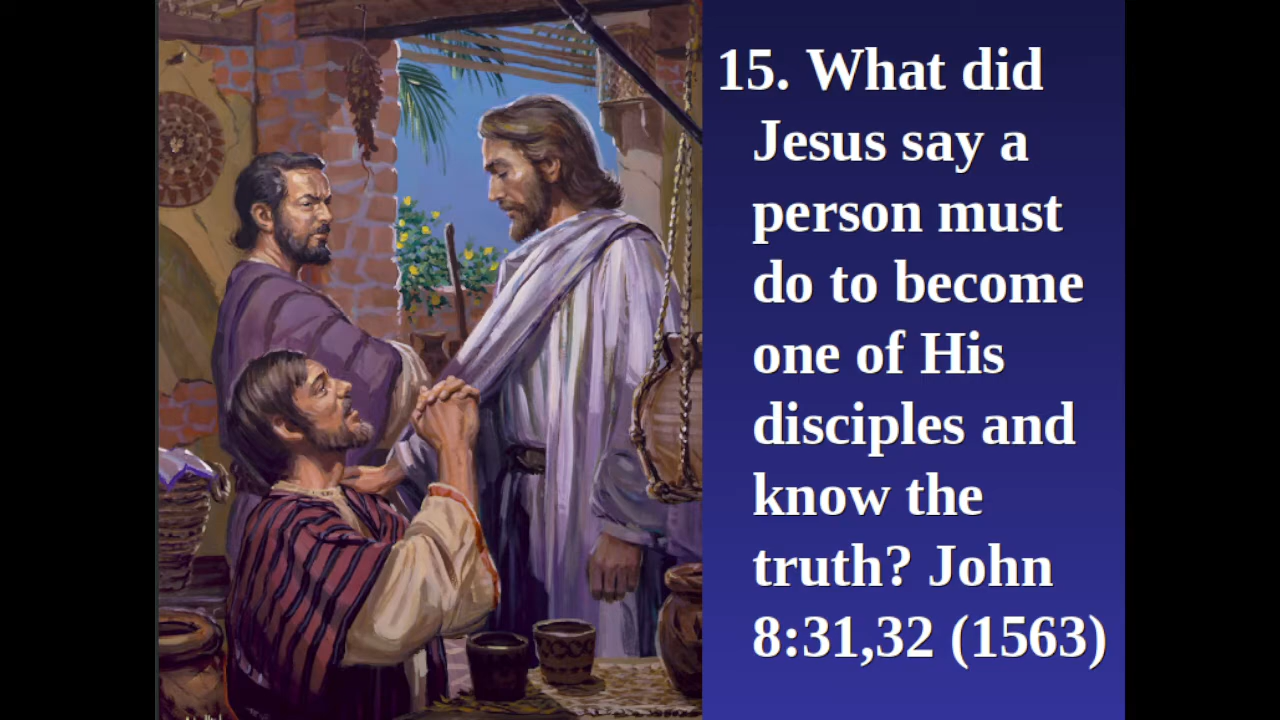 15. What did
Jesus say a
person must
do to become
one of His
disciples and
know the
truth? John
8:31,32 (1563)